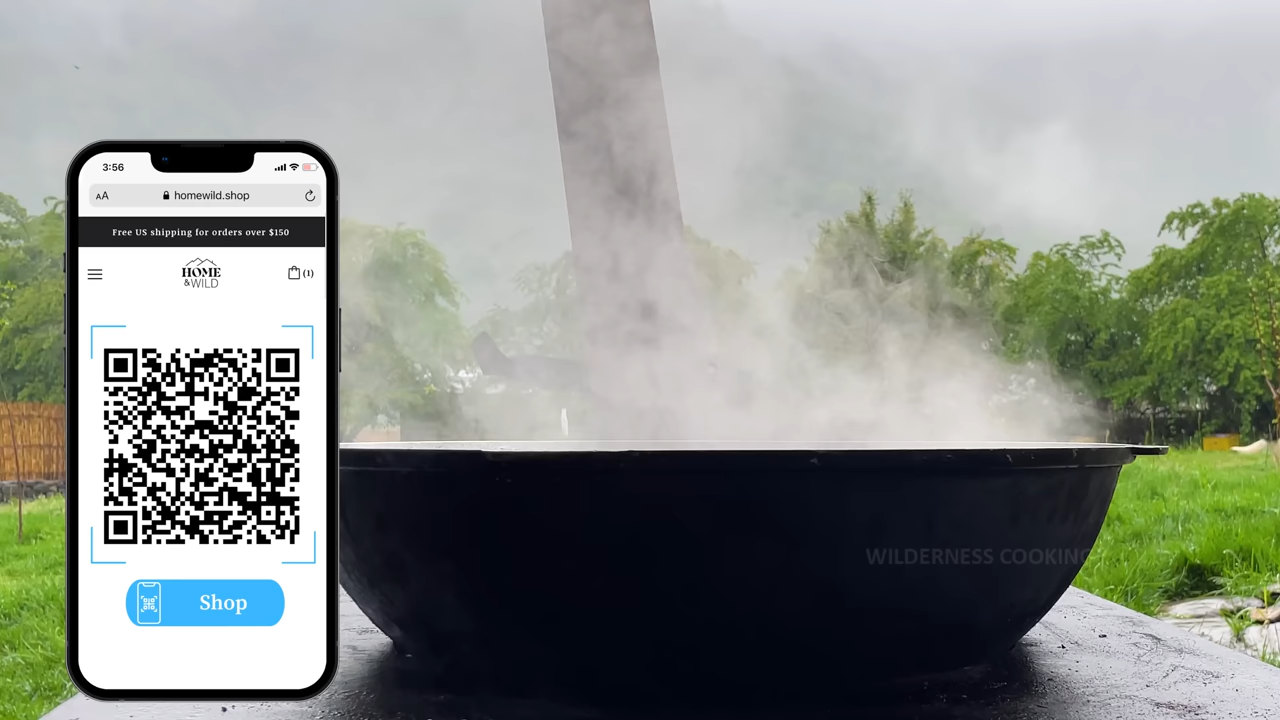 3:56
AA
homewild.shop
Free US shipping for orders over $150
HOME
&WILD
(1)
Shop
WILDERNESS COOKING